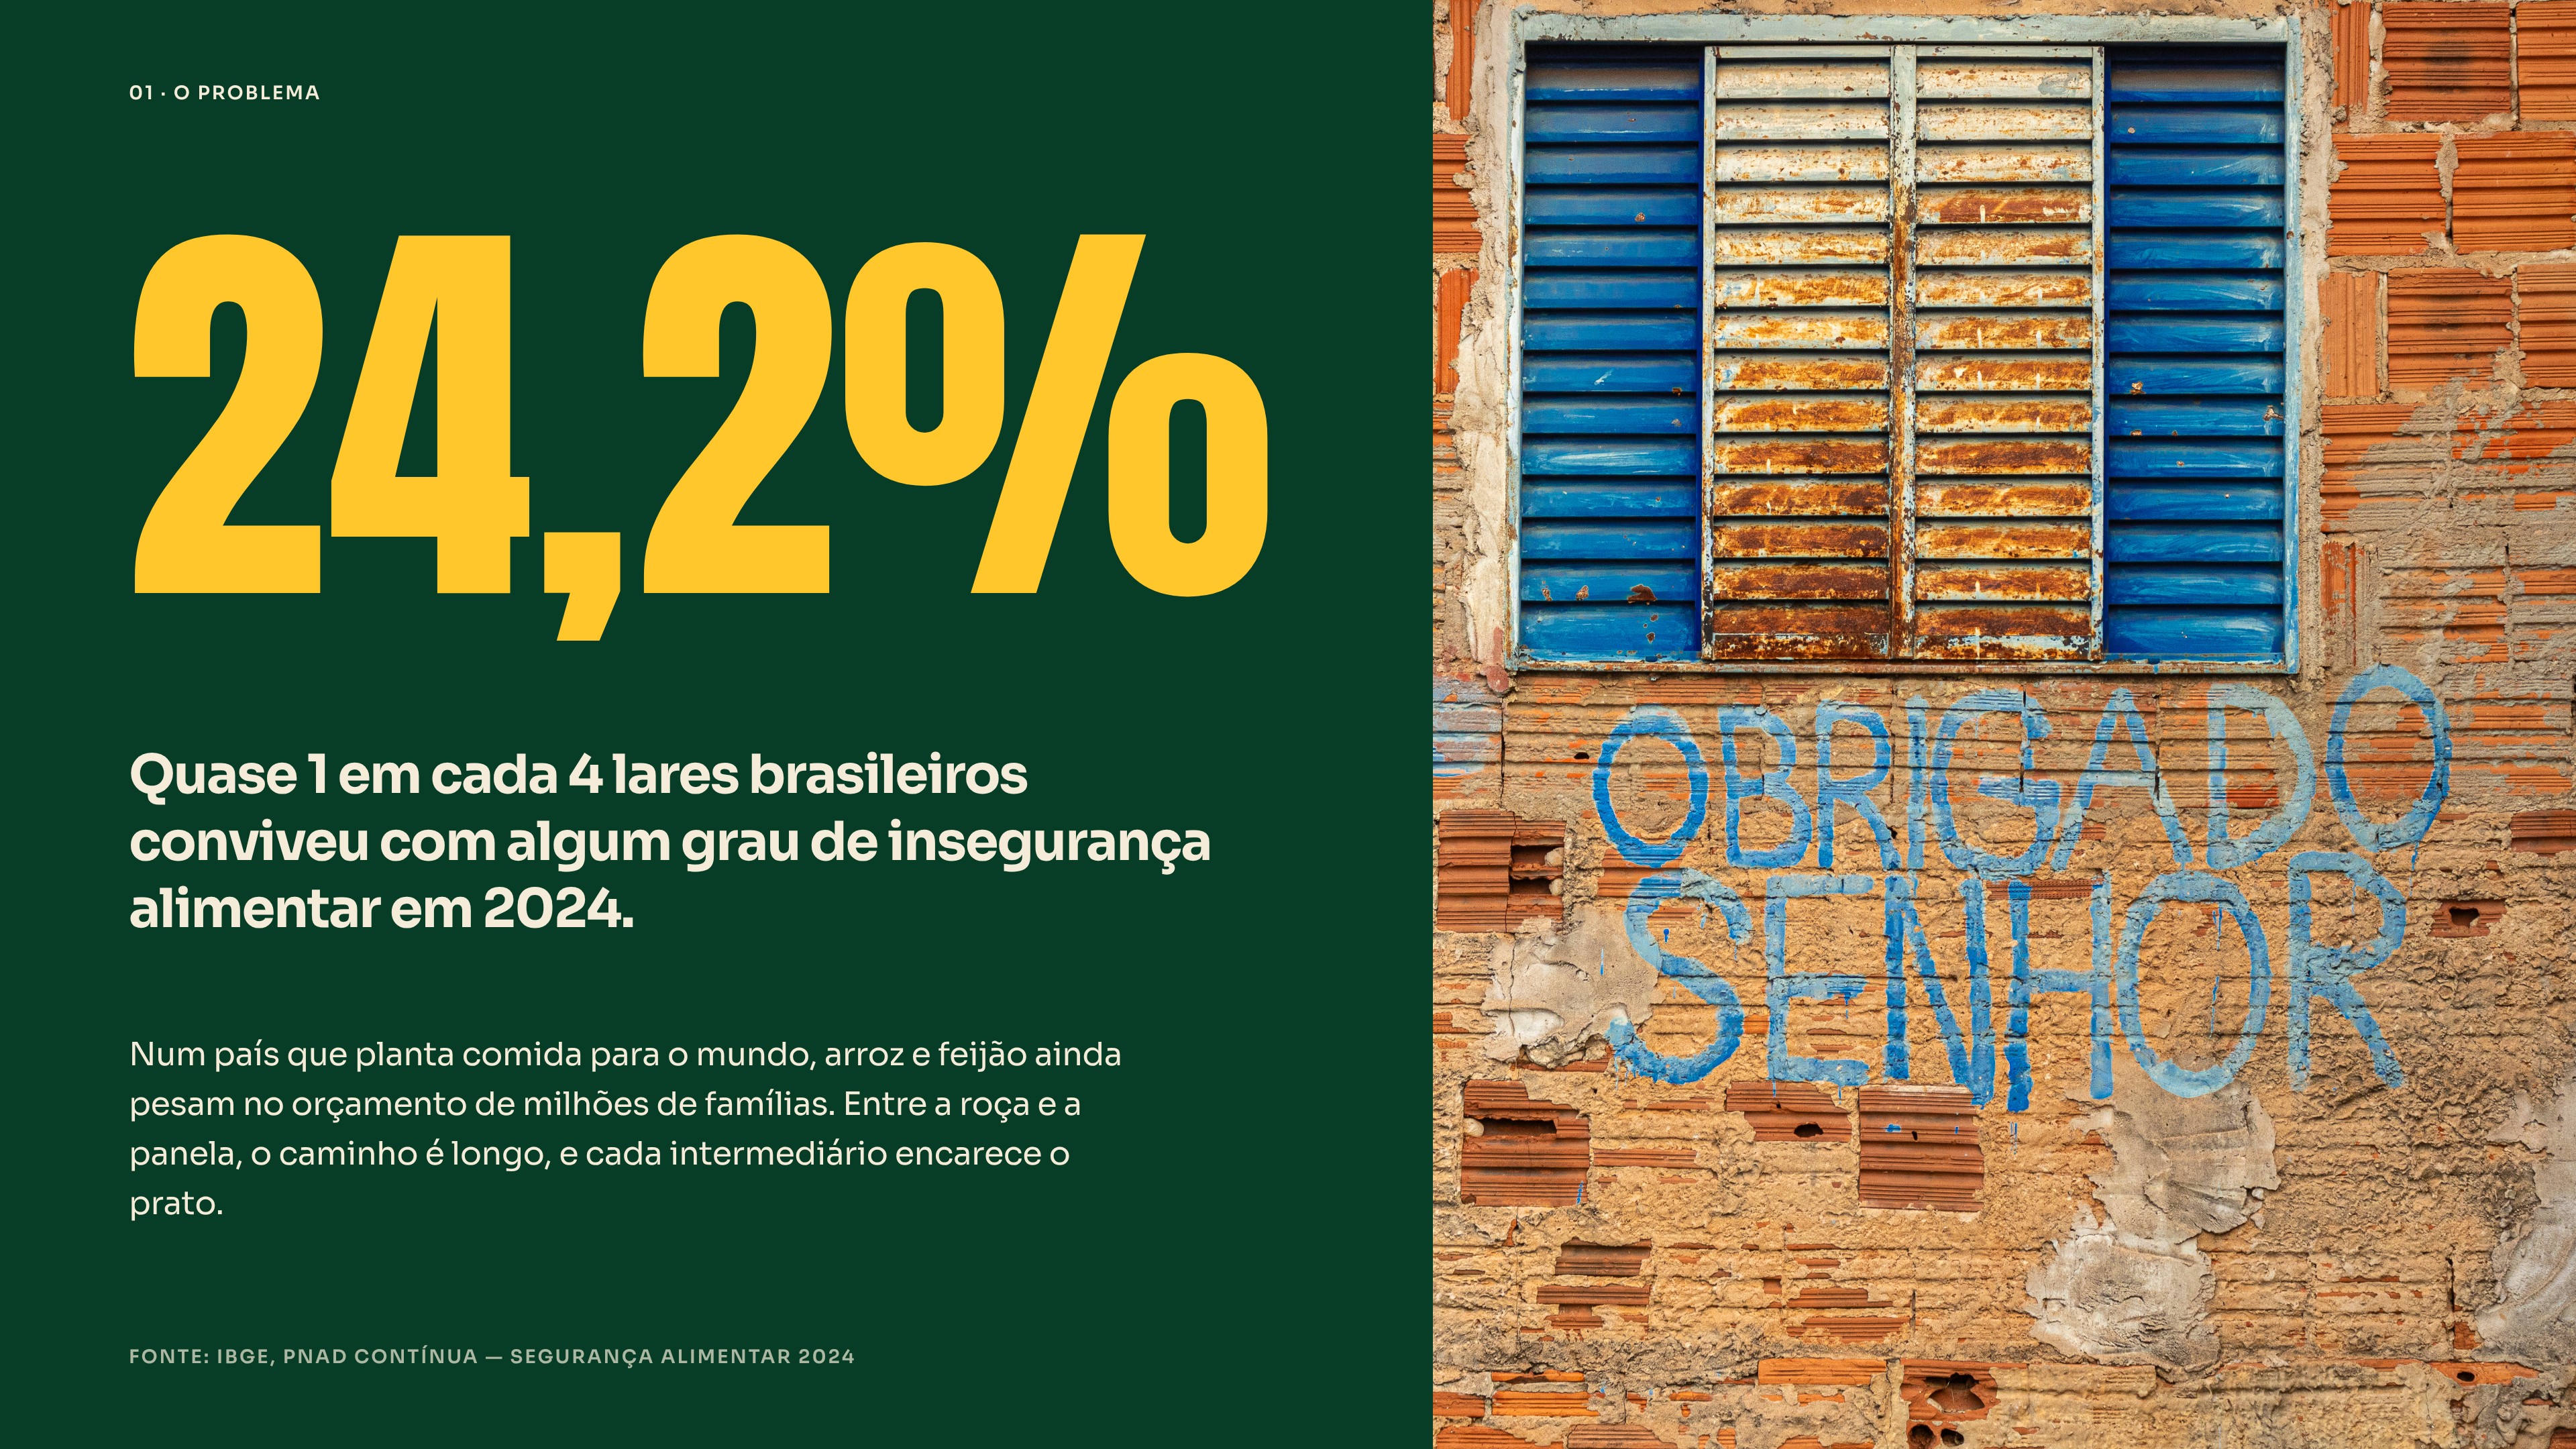 01 · O PROBLEMA
24,2%
Quase 1 em cada 4 lares brasileiros
conviveu com algum grau de insegurança
alimentar em 2024.
Num país que planta comida para o mundo, arroz e feijão ainda
pesam no orçamento de milhões de famílias. Entre a roça e a
panela, o caminho é longo, e cada intermediário encarece o
prato.
FONTE: IBGE, PNAD CONTÍNUA — SEGURANÇA ALIMENTAR 2024
OBRIGADO
SENHOR